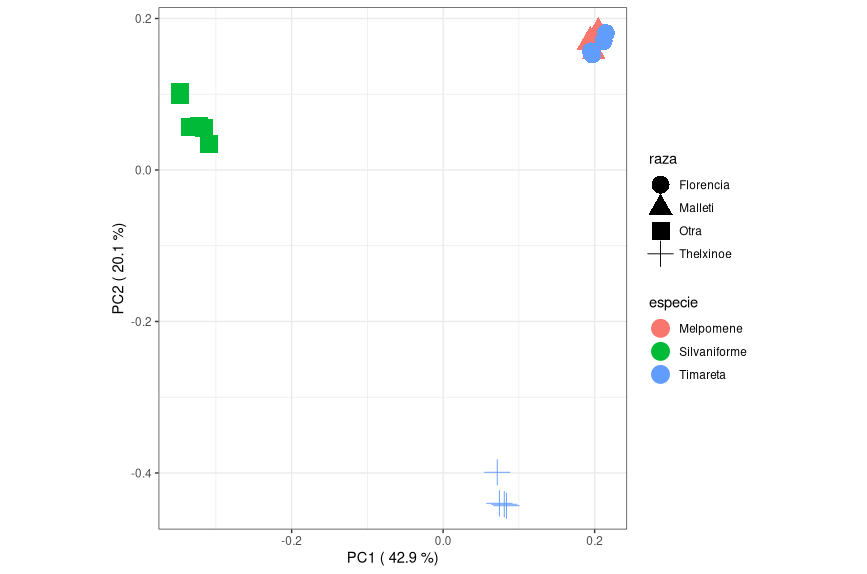 0.2
0.0
-0.2
-0.4
PC2 ( 20.1 %)
-0.2
0.0
0.2
PC1 ( 42.9 %)
raza
Florencia
Malleti
Otra
Thelxinoe
especie
Melpomene
Silvaniforme
Timareta